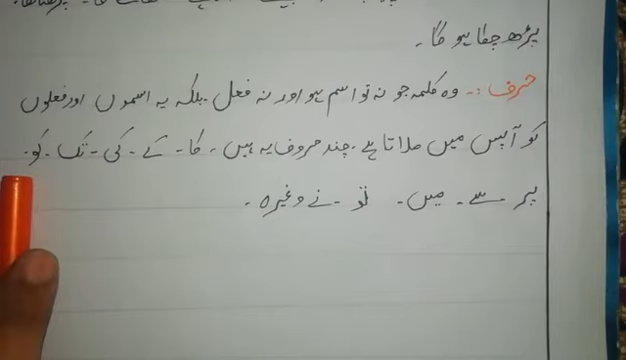 پڑھ چکا ہو گا۔
حرف :۔ وہ کلمہ جو نہ تو اسم ہو اور نہ فعل بلکہ یہ اسموں اور فعلوں
کو آپس میں ملاتا ہے۔ چند حروف یہ ہیں۔ کا۔ کے۔ کی۔ تک۔ کو۔
پر۔ سے۔ میں۔ تو۔ نے وغیرہ۔